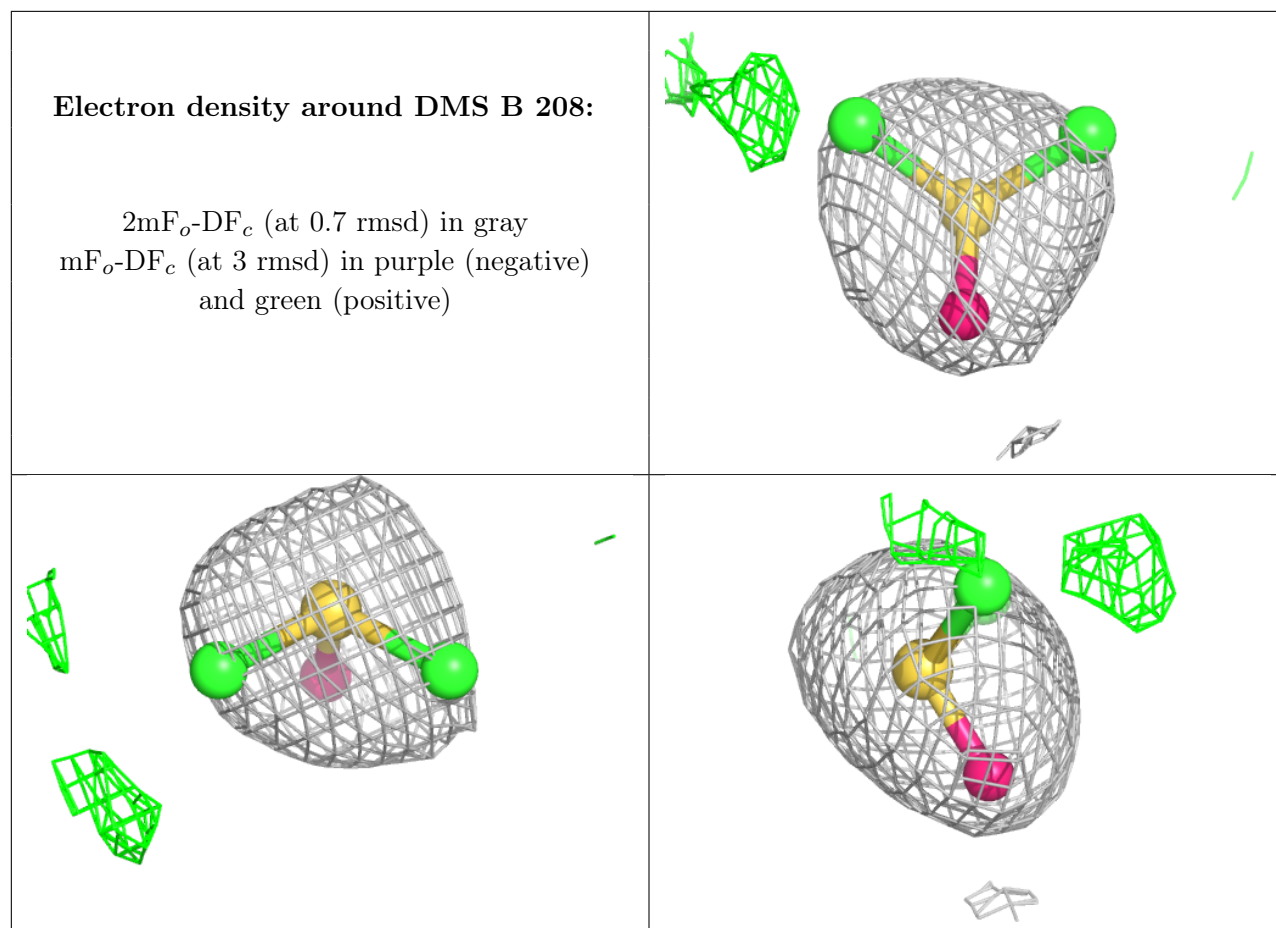 Electron density around DMS B 208:
2mFo-DFc (at 0.7 rmsd) in gray
mFo-DFc (at 3 rmsd) in purple (negative)
and green (positive)